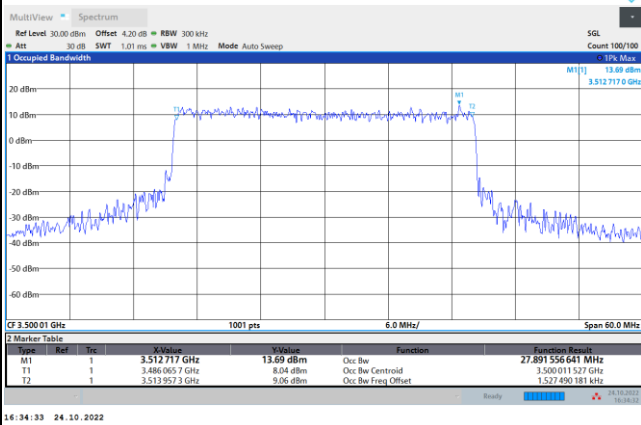 MultiView Spectrum
Ref Level 30.00 dBm Offset 4.20 dB RBW 300 kHz SGL
Att 30 dB SWT 1.01 ms VBW 1 MHz Mode Auto Sweep Count 100/100
1 Occupied Bandwidth 1Pk Max
M1[1] 13.69 dBm
3.512 717 0 GHz
20 dBm
M1
T1 T2
10 dBm
0 dBm
-10 dBm
-20 dBm
-30 dBm
-40 dBm
-50 dBm
-60 dBm
CF 3.500 01 GHz 1001 pts 6.0 MHz/ Span 60.0 MHz
2 Marker Table
Type Ref Trc X-Value Y-Value Function Function Result
M1 1 3.512 717 GHz 13.69 dBm Occ Bw 27.891 556 641 MHz
T1 1 3.486 065 7 GHz 8.04 dBm Occ Bw Centroid 3.500 011 527 GHz
T2 1 3.513 957 3 GHz 9.06 dBm Occ Bw Freq Offset 1.527 490 181 kHz
Ready 24.10.2022
16:34:32
16:34:33 24.10.2022